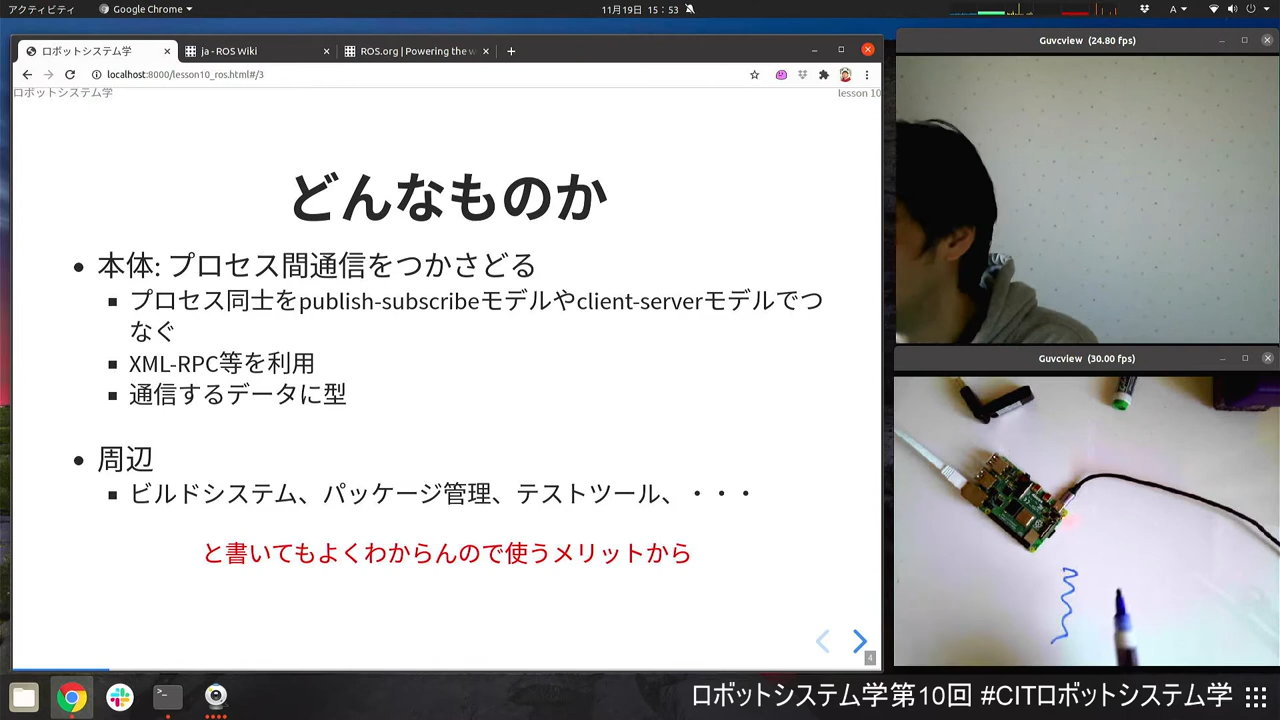 アクティビティ
Google Chrome
11月19日 15：53
A
ロボットシステム学
ja - ROS Wiki
ROS.org | Powering the w
localhost:8000/lesson10_ros.html#/3
ロボットシステム学
lesson 10
どんなものか
本体: プロセス間通信をつかさどる
プロセス同士をpublish-subscribeモデルやclient-serverモデルでつ
なぐ
XML-RPC等を利用
通信するデータに型
周辺
ビルドシステム、パッケージ管理、テストツール、・・・
と書いてもよくわからんので使うメリットから
4
Guvcview (24.80 fps)
Guvcview (30.00 fps)
ロボットシステム学第10回 #CITロボットシステム学